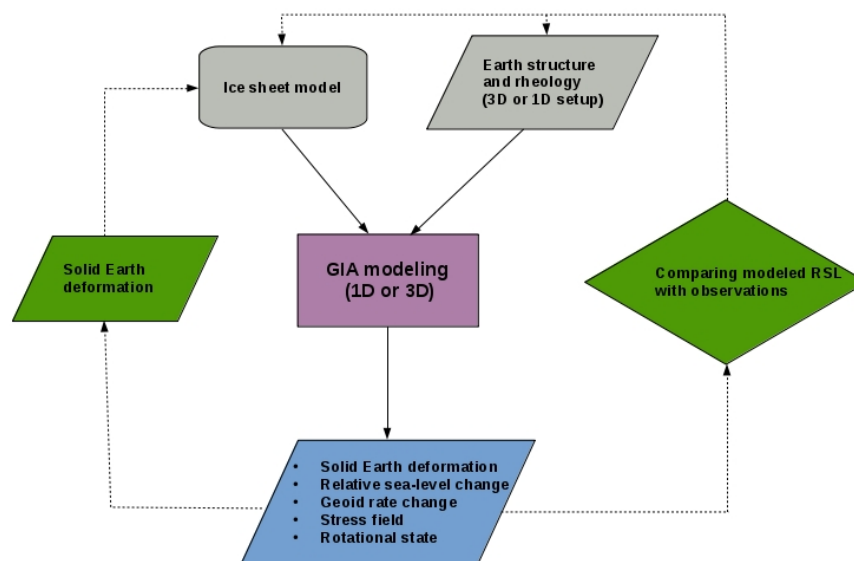 Ice sheet model
Earth structure
and rheology
(3D or 1D setup)
Solid Earth
deformation
GIA modeling
(1D or 3D)
Comparing modeled RSL
with observations
• Solid Earth deformation
• Relative sea-level change
• Geoid rate change
• Stress field
• Rotational state